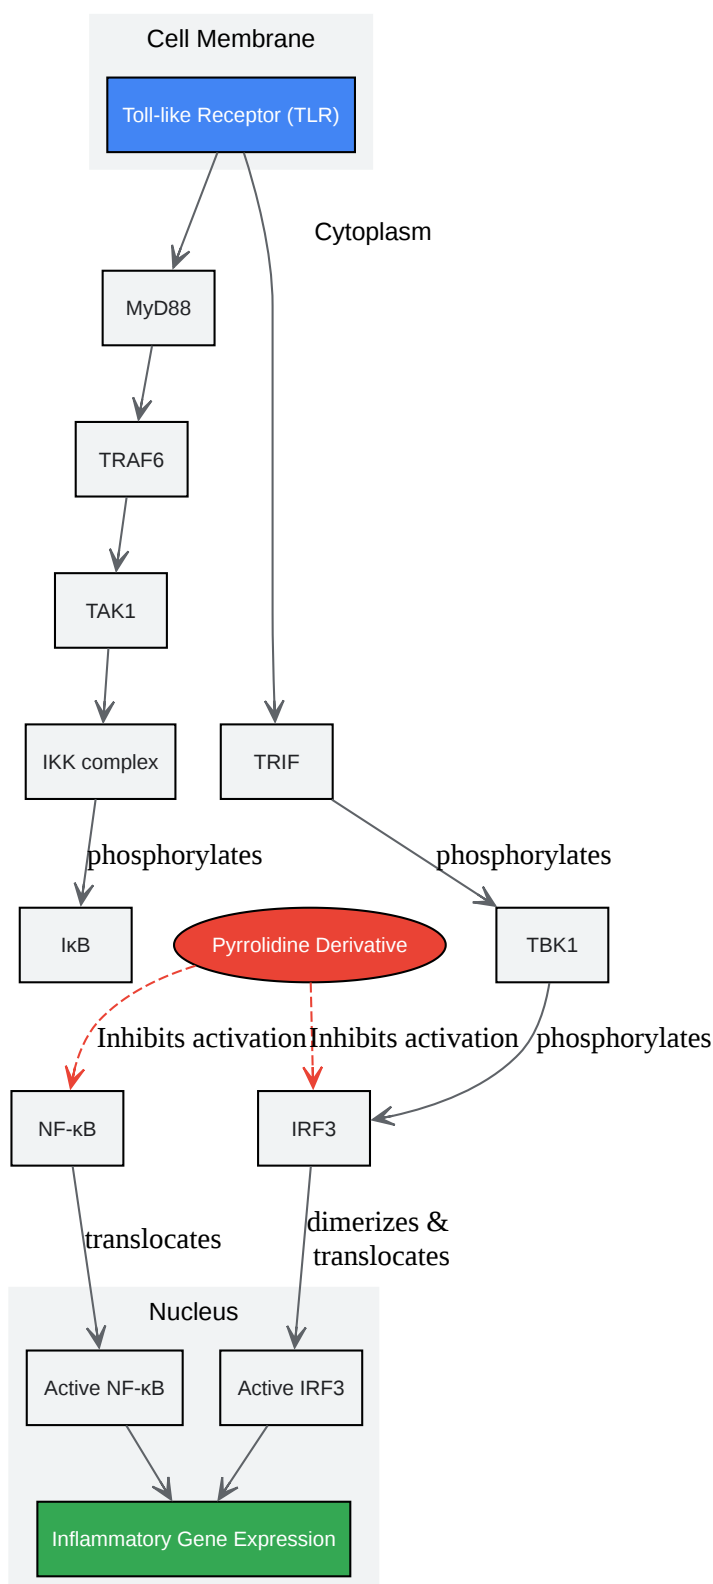 Cell Membrane
Toll-like Receptor (TLR)
Cytoplasm
MyD88
TRAF6
TAK1
IKK complex
TRIF
phosphorylates
phosphorylates
IκB
Pyrrolidine Derivative
TBK1
Inhibits activation
Inhibits activation
phosphorylates
NF-κB
IRF3
translocates
dimerizes &
translocates
Nucleus
Active NF-κB
Active IRF3
Inflammatory Gene Expression